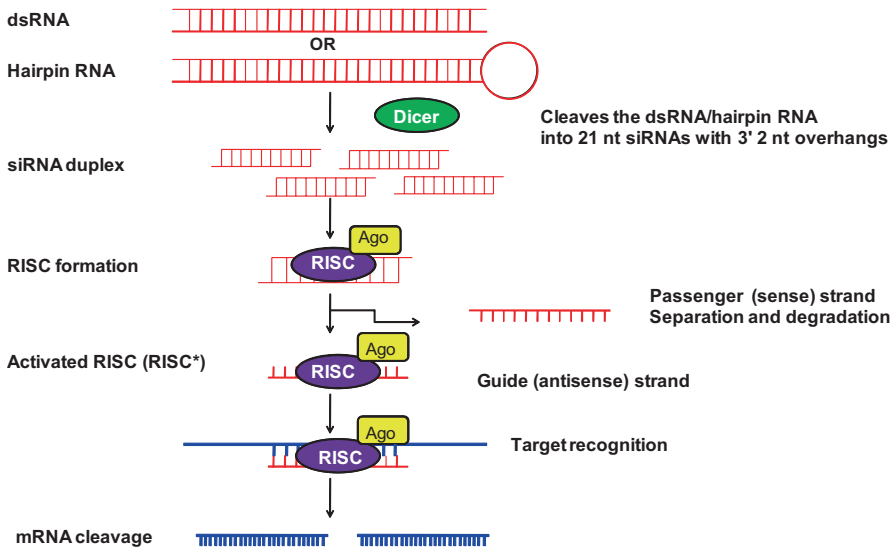 dsRNA
OR
Hairpin RNA
Dicer
Cleaves the dsRNA/hairpin RNA
into 21 nt siRNAs with 3' 2 nt overhangs
siRNA duplex
Ago
RISC
RISC formation
Passenger (sense) strand
Separation and degradation
Ago
RISC
Activated RISC (RISC*)
Guide (antisense) strand
Ago
RISC
Target recognition
mRNA cleavage